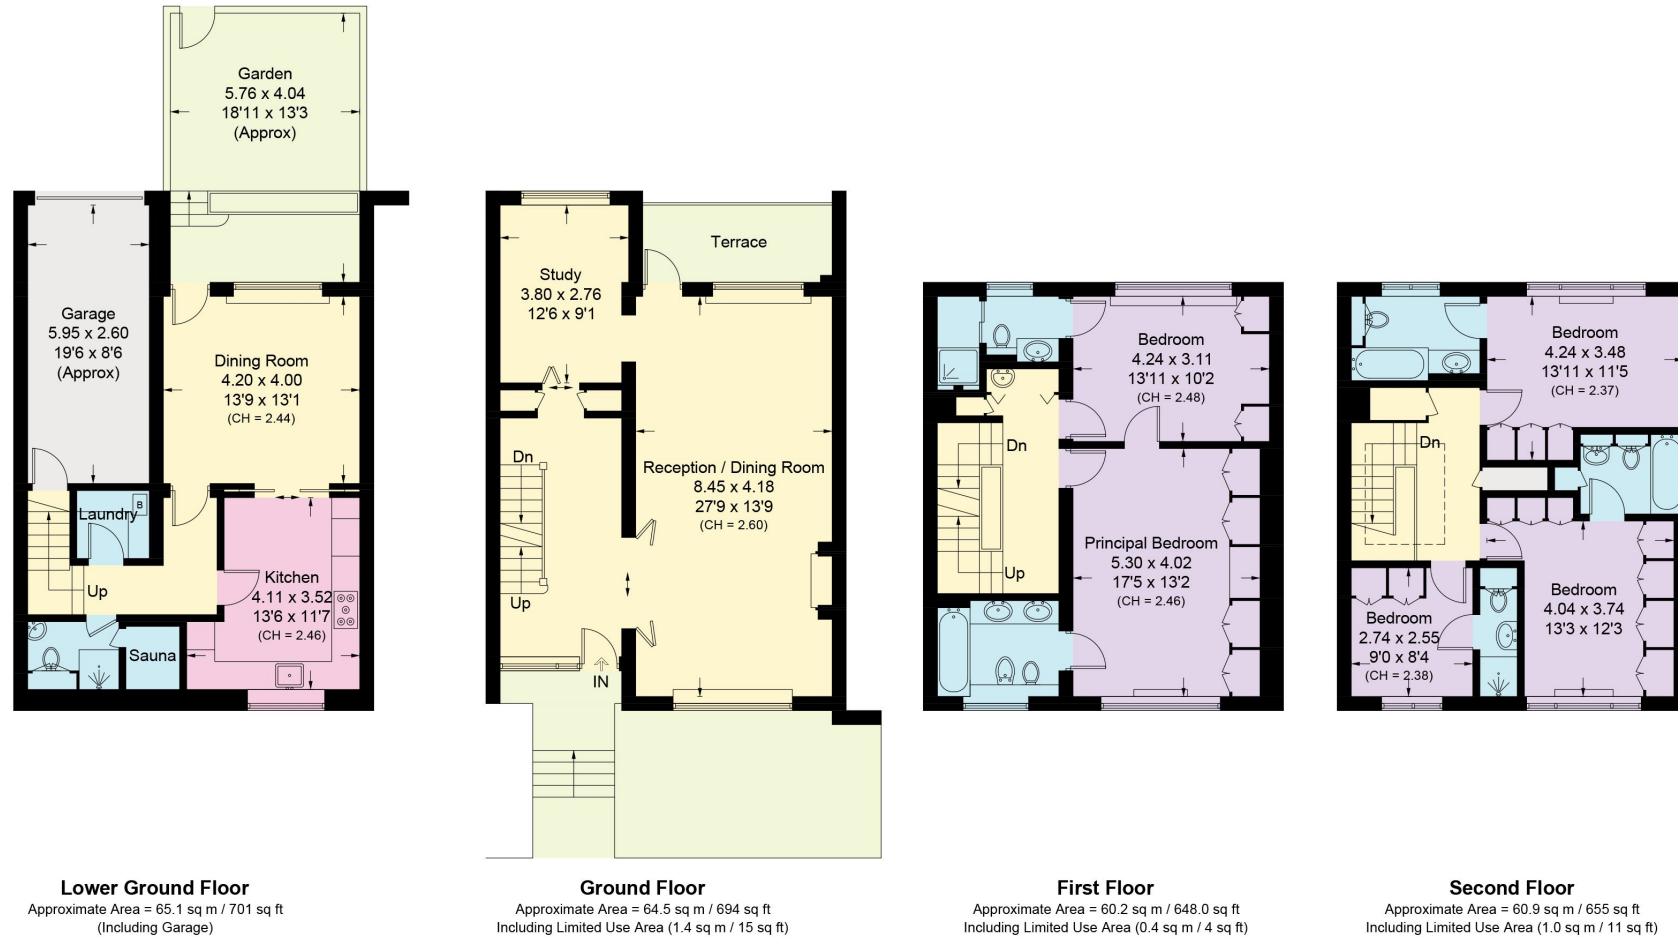 Garden
5.76 x 4.04
18'11 x 13'3
(Approx)
Garage
5.95 x 2.60
19'6 x 8'6
(Approx)
Dining Room
4.20 x 4.00
13'9 x 13'1
(CH = 2.44)
Laundry
B
Up
Kitchen
4.11 x 3.52
13'6 x 11'7
(CH = 2.46)
Sauna
Lower Ground Floor
Approximate Area = 65.1 sq m / 701 sq ft
(Including Garage)
Terrace
Study
3.80 x 2.76
12'6 x 9'1
Dn
Reception / Dining Room
8.45 x 4.18
27'9 x 13'9
(CH = 2.60)
Up
IN
Ground Floor
Approximate Area = 64.5 sq m / 694 sq ft
Including Limited Use Area (1.4 sq m / 15 sq ft)
Bedroom
4.24 x 3.11
13'11 x 10'2
(CH = 2.48)
Dn
Principal Bedroom
5.30 x 4.02
17'5 x 13'2
(CH = 2.46)
Up
First Floor
Approximate Area = 60.2 sq m / 648.0 sq ft
Including Limited Use Area (0.4 sq m / 4 sq ft)
Bedroom
4.24 x 3.48
13'11 x 11'5
(CH = 2.37)
Dn
Bedroom
4.04 x 3.74
13'3 x 12'3
Bedroom
2.74 x 2.55
9'0 x 8'4
(CH = 2.38)
Second Floor
Approximate Area = 60.9 sq m / 655 sq ft
Including Limited Use Area (1.0 sq m / 11 sq ft)